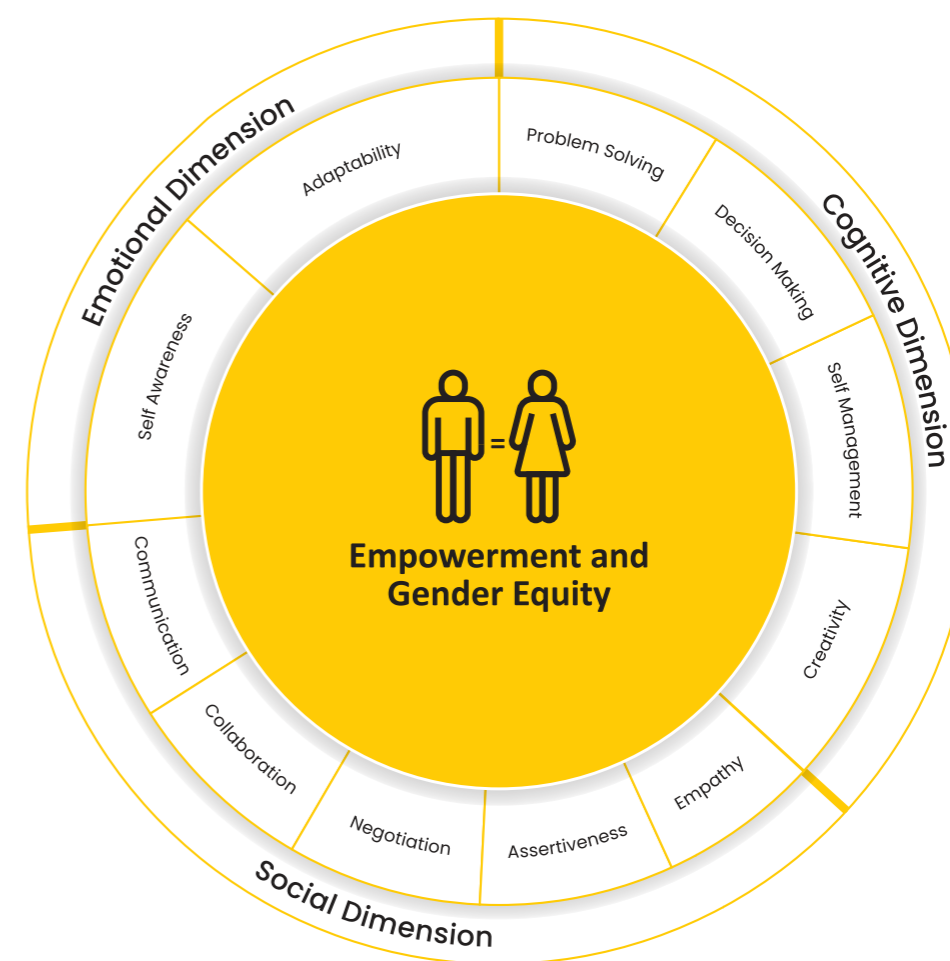 Emotional Dimension
Cognitive Dimension
Social Dimension
Adaptability
Problem Solving
Decision Making
Self Management
Creativity
Empathy
Assertiveness
Negotiation
Collaboration
Communication
Self Awareness
=
Empowerment and
Gender Equity